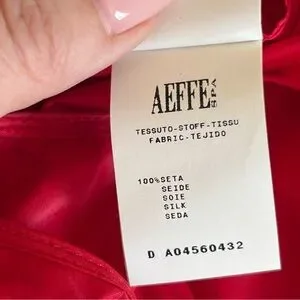 AEFFE SPA
TESSUTO-STOFF-TISSU
FABRIC-TEJIDO
100%SETA
SEIDE
SOIE
SILK
SEDA
D A04560432